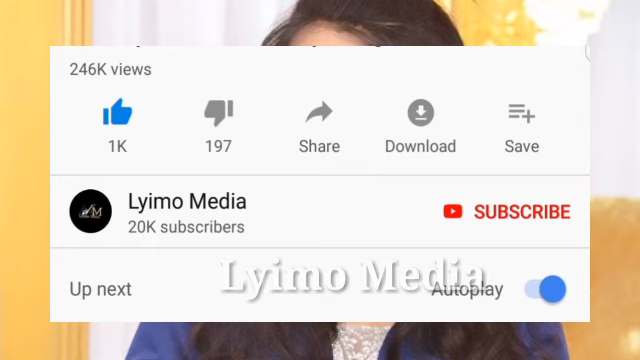 246K views
1K
197
Share
Download
Save
Lyimo Media
20K subscribers
SUBSCRIBE
Lyimo Media
Up next
Autoplay